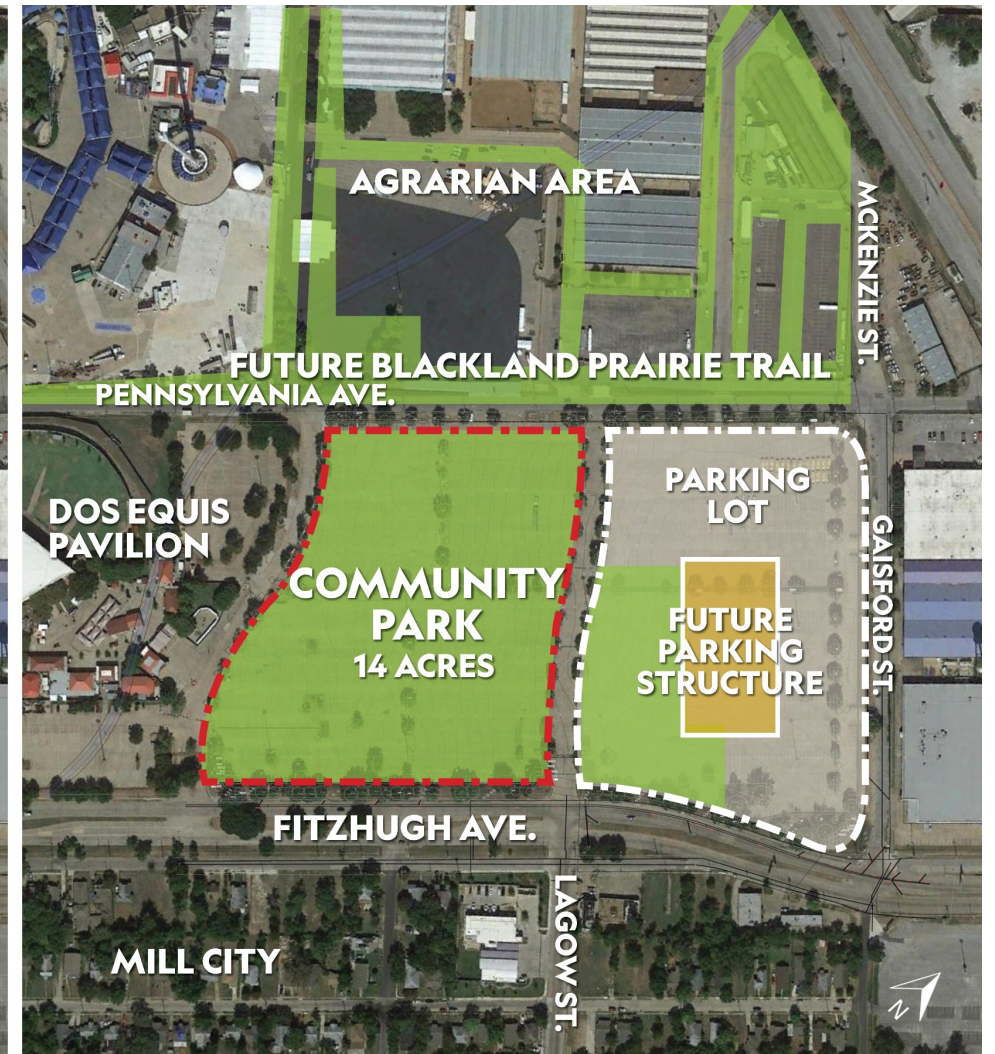 AGRARIAN AREA
MCKENZIE ST.
FUTURE BLACKLAND PRAIRIE TRAIL
PENNSYLVANIA AVE.
DOS EQUIS
PAVILION
COMMUNITY
PARK
14 ACRES
PARKING
LOT
FUTURE
PARKING
STRUCTURE
GAISFORD ST.
FITZHUGH AVE.
LAGOW ST.
MILL CITY
N